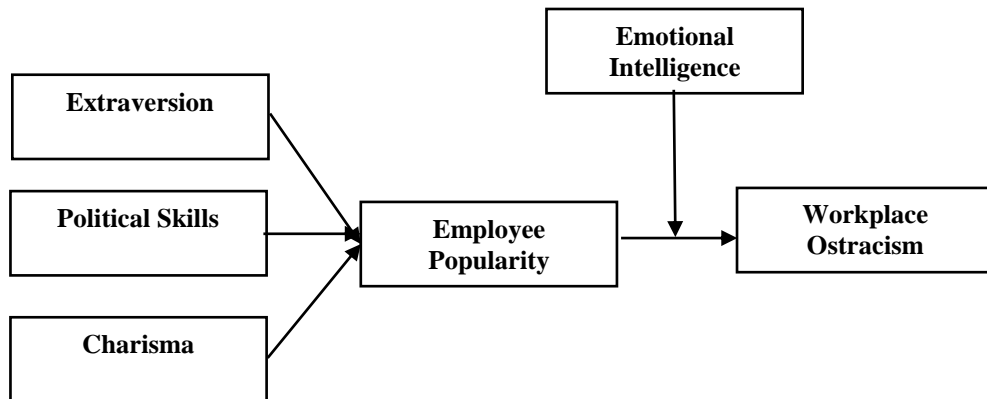 Emotional
Intelligence
Extraversion
Political Skills
Employee
Popularity
Workplace
Ostracism
Charisma